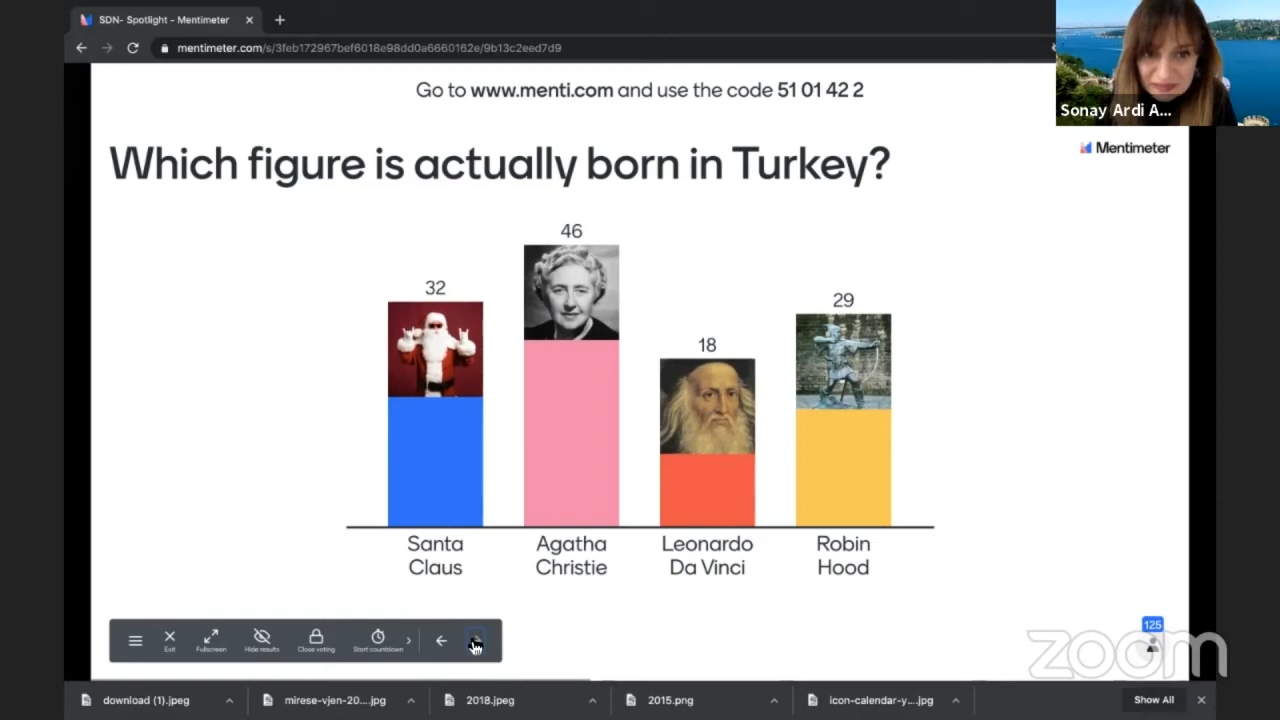 SDN- Spotlight - Mentimeter
mentimeter.com/s/3feb172967bef6018e98dd0a6660162e/9b13c2eed7d9
Sonay Ardi A...
Go to www.menti.com and use the code 51 01 42 2
Mentimeter
Which figure is actually born in Turkey?
32
46
18
29
Santa
Claus
Agatha
Christie
Leonardo
Da Vinci
Robin
Hood
Exit
Fullscreen
Hide results
Close voting
Start countdown
125
zoom
download (1).jpeg
mirese-vjen-20....jpg
2018.jpeg
2015.png
icon-calendar-y....jpg
Show All